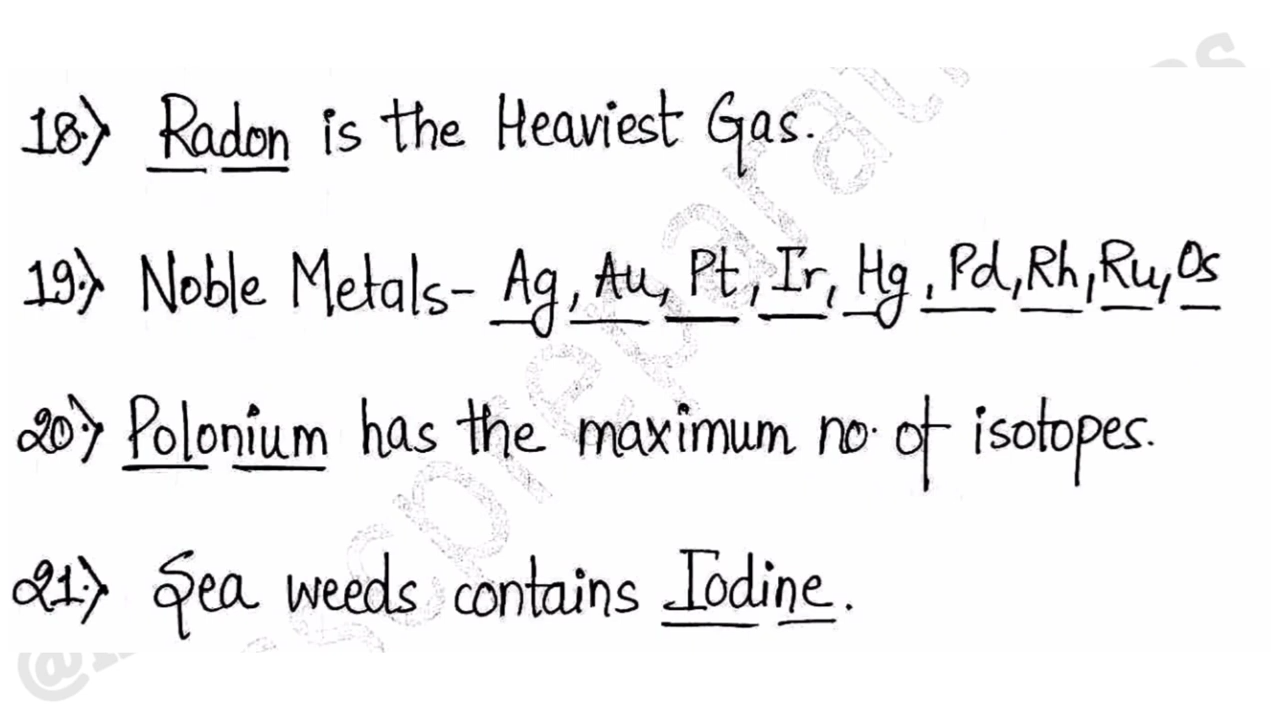 18.) Radon is the Heaviest Gas.
19.) Noble Metals- Ag, Au, Pt, Ir, Hg, Pd, Rh, Ru, Os
20.) Polonium has the maximum no. of isotopes.
21.) Sea weeds contains Iodine.